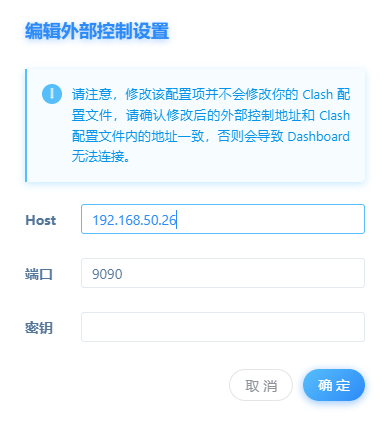 编辑外部控制设置
请注意，修改该配置项并不会修改你的 Clash 配
置文件，请确认修改后的外部控制地址和 Clash
配置文件内的地址一致，否则会导致 Dashboard
无法连接。
Host 192.168.50.26
端口 9090
密钥
取 消 确 定